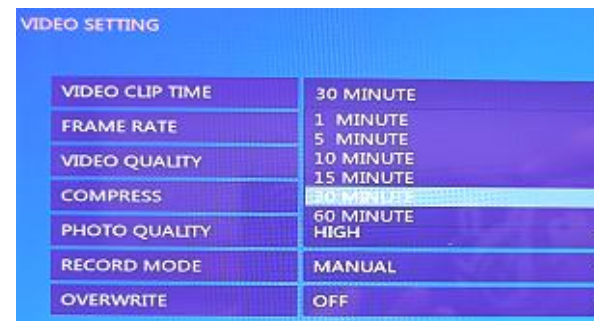 VIDEO SETTING
VIDEO CLIP TIME 30 MINUTE
FRAME RATE 1 MINUTE
5 MINUTE
VIDEO QUALITY 10 MINUTE
15 MINUTE
COMPRESS 30 MINUTE
60 MINUTE
PHOTO QUALITY HIGH
RECORD MODE MANUAL
OVERWRITE OFF